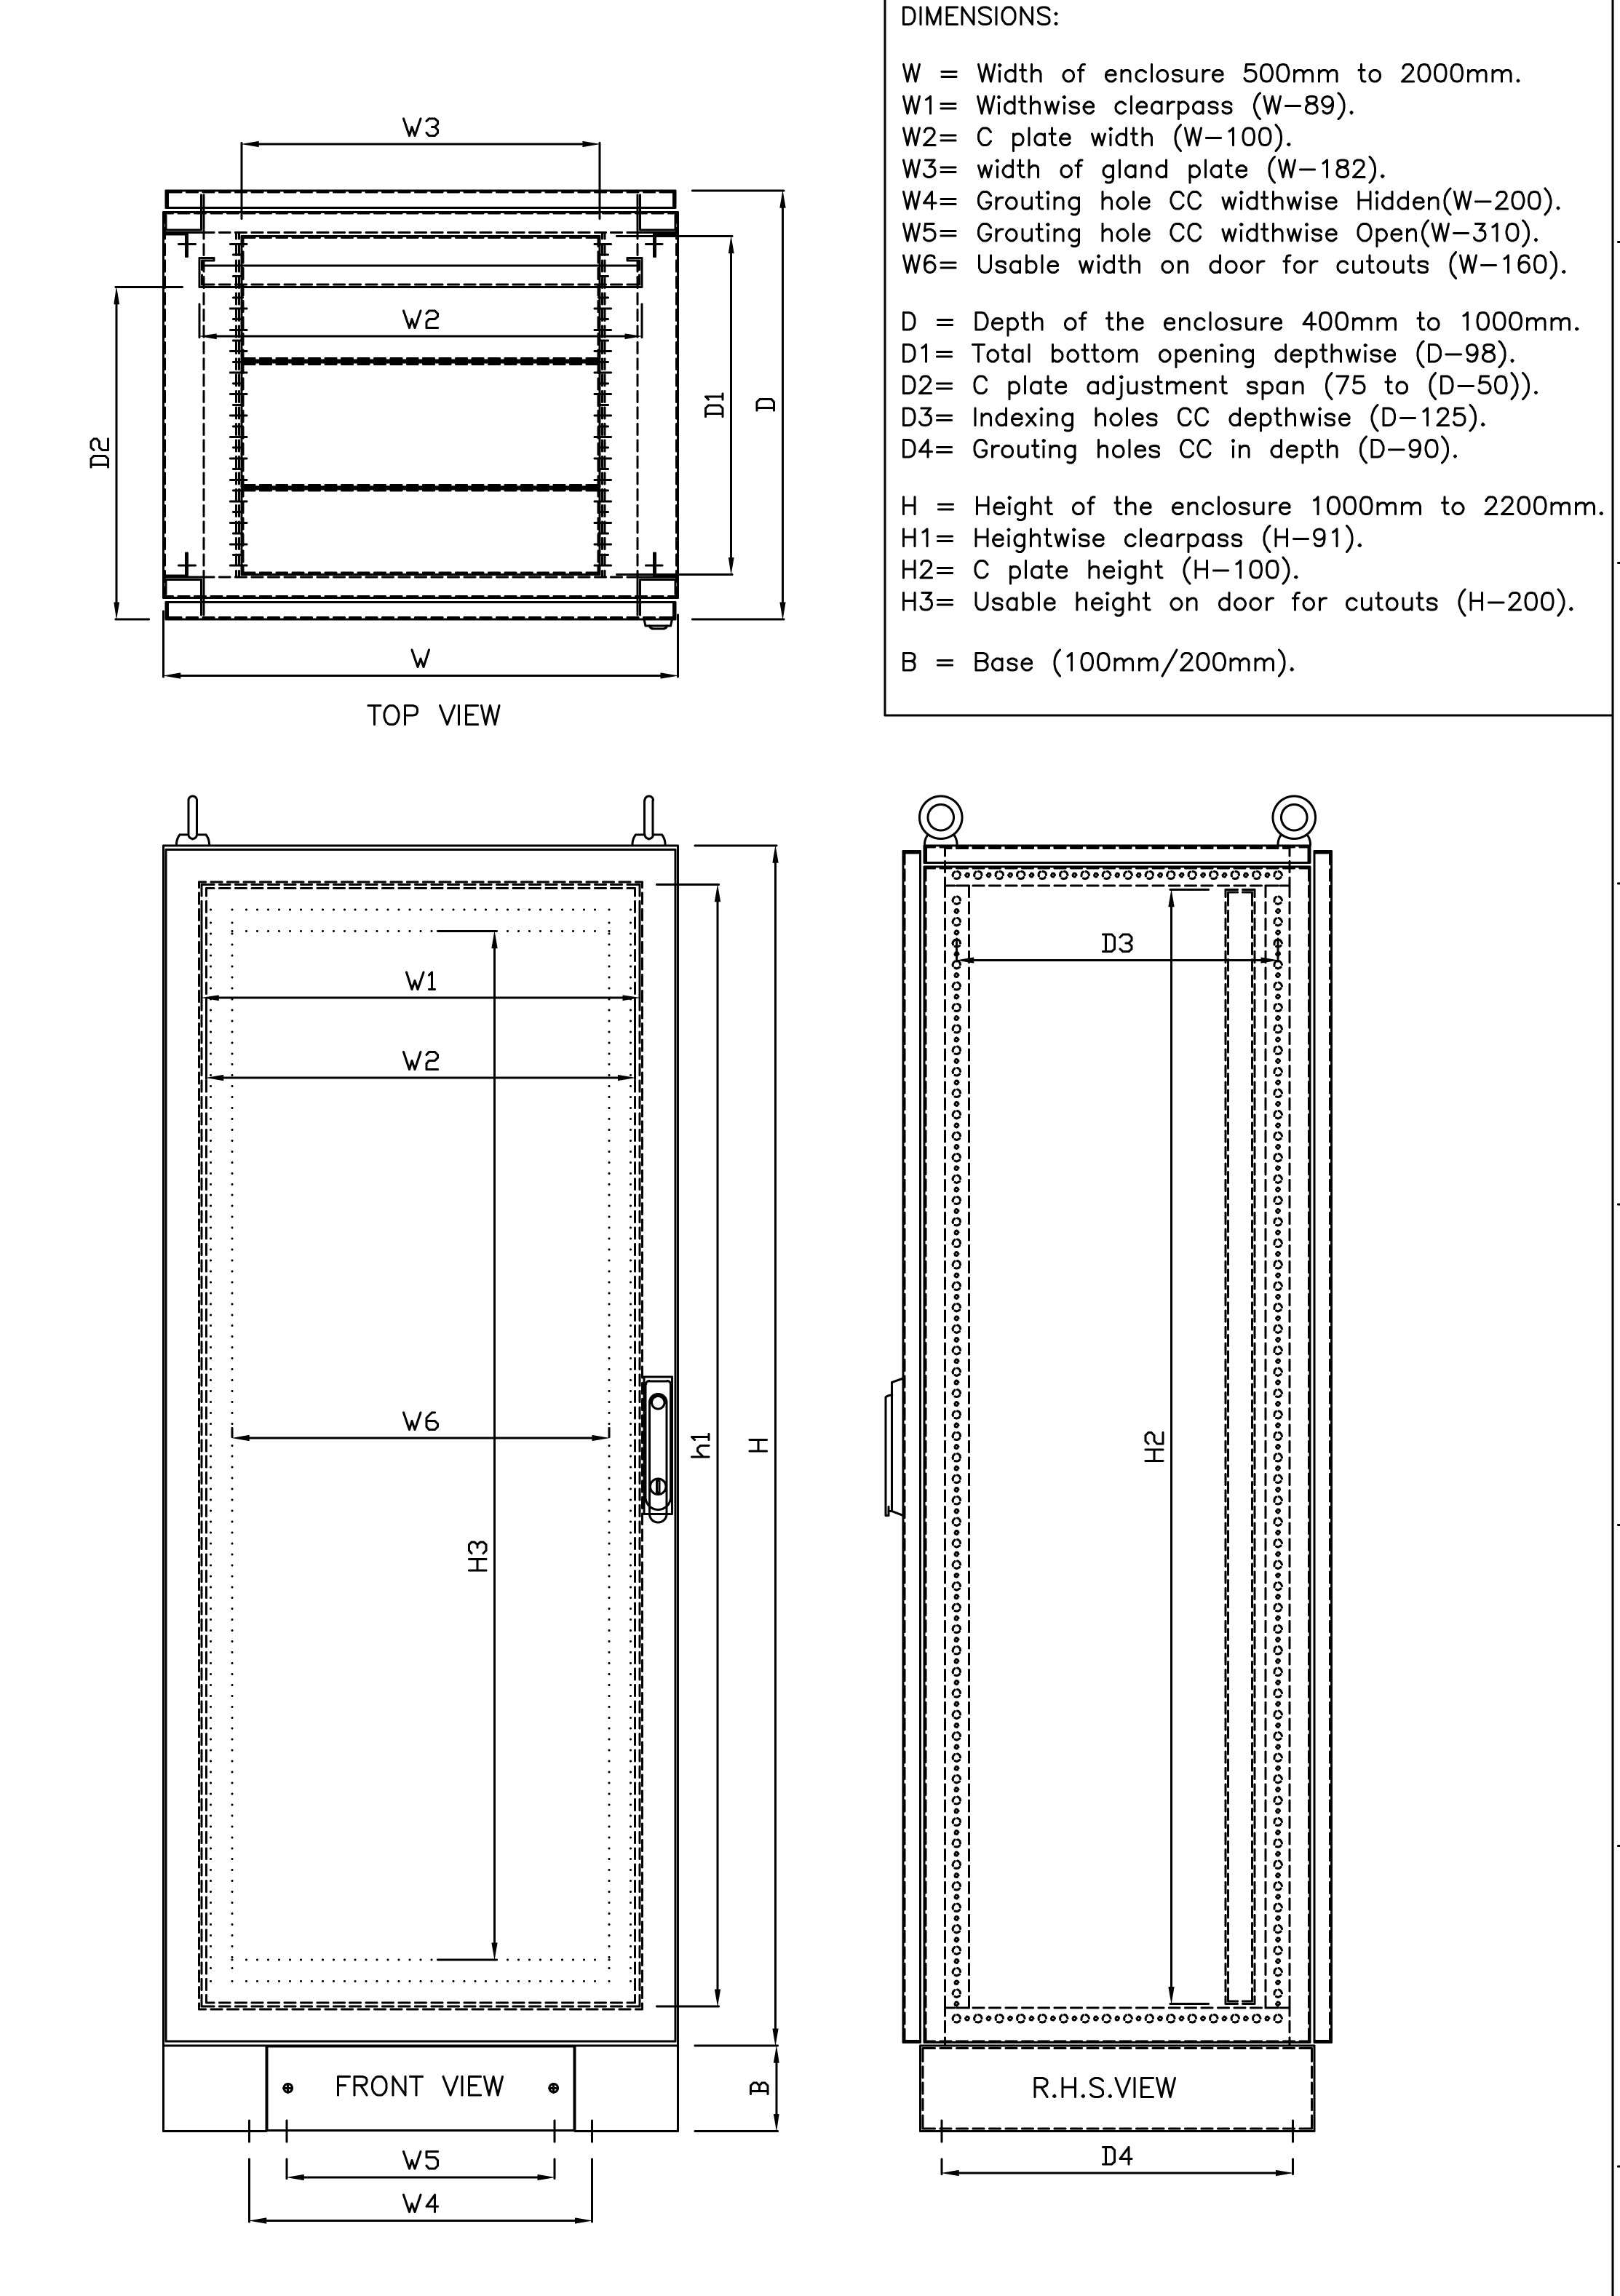 DIMENSIONS:
W = Width of enclosure 500mm to 2000mm.
W1= Widthwise clearpass (W-89).
W2= C plate width (W-100).
W3= width of gland plate (W-182).
W4= Grouting hole CC widthwise Hidden(W-200).
W5= Grouting hole CC widthwise Open(W-310).
W6= Usable width on door for cutouts (W-160).
D = Depth of the enclosure 400mm to 1000mm.
D1= Total bottom opening depthwise (D-98).
D2= C plate adjustment span (75 to (D-50)).
D3= Indexing holes CC depthwise (D-125).
D4= Grouting holes CC in depth (D-90).
H = Height of the enclosure 1000mm to 2200mm.
H1= Heightwise clearpass (H-91).
H2= C plate height (H-100).
H3= Usable height on door for cutouts (H-200).
B = Base (100mm/200mm).
W3
W2
D1
D
D2
W
TOP VIEW
W1
W2
W6
h1
H
H3
FRONT VIEW
B
W5
W4
D3
H2
R.H.S.VIEW
D4